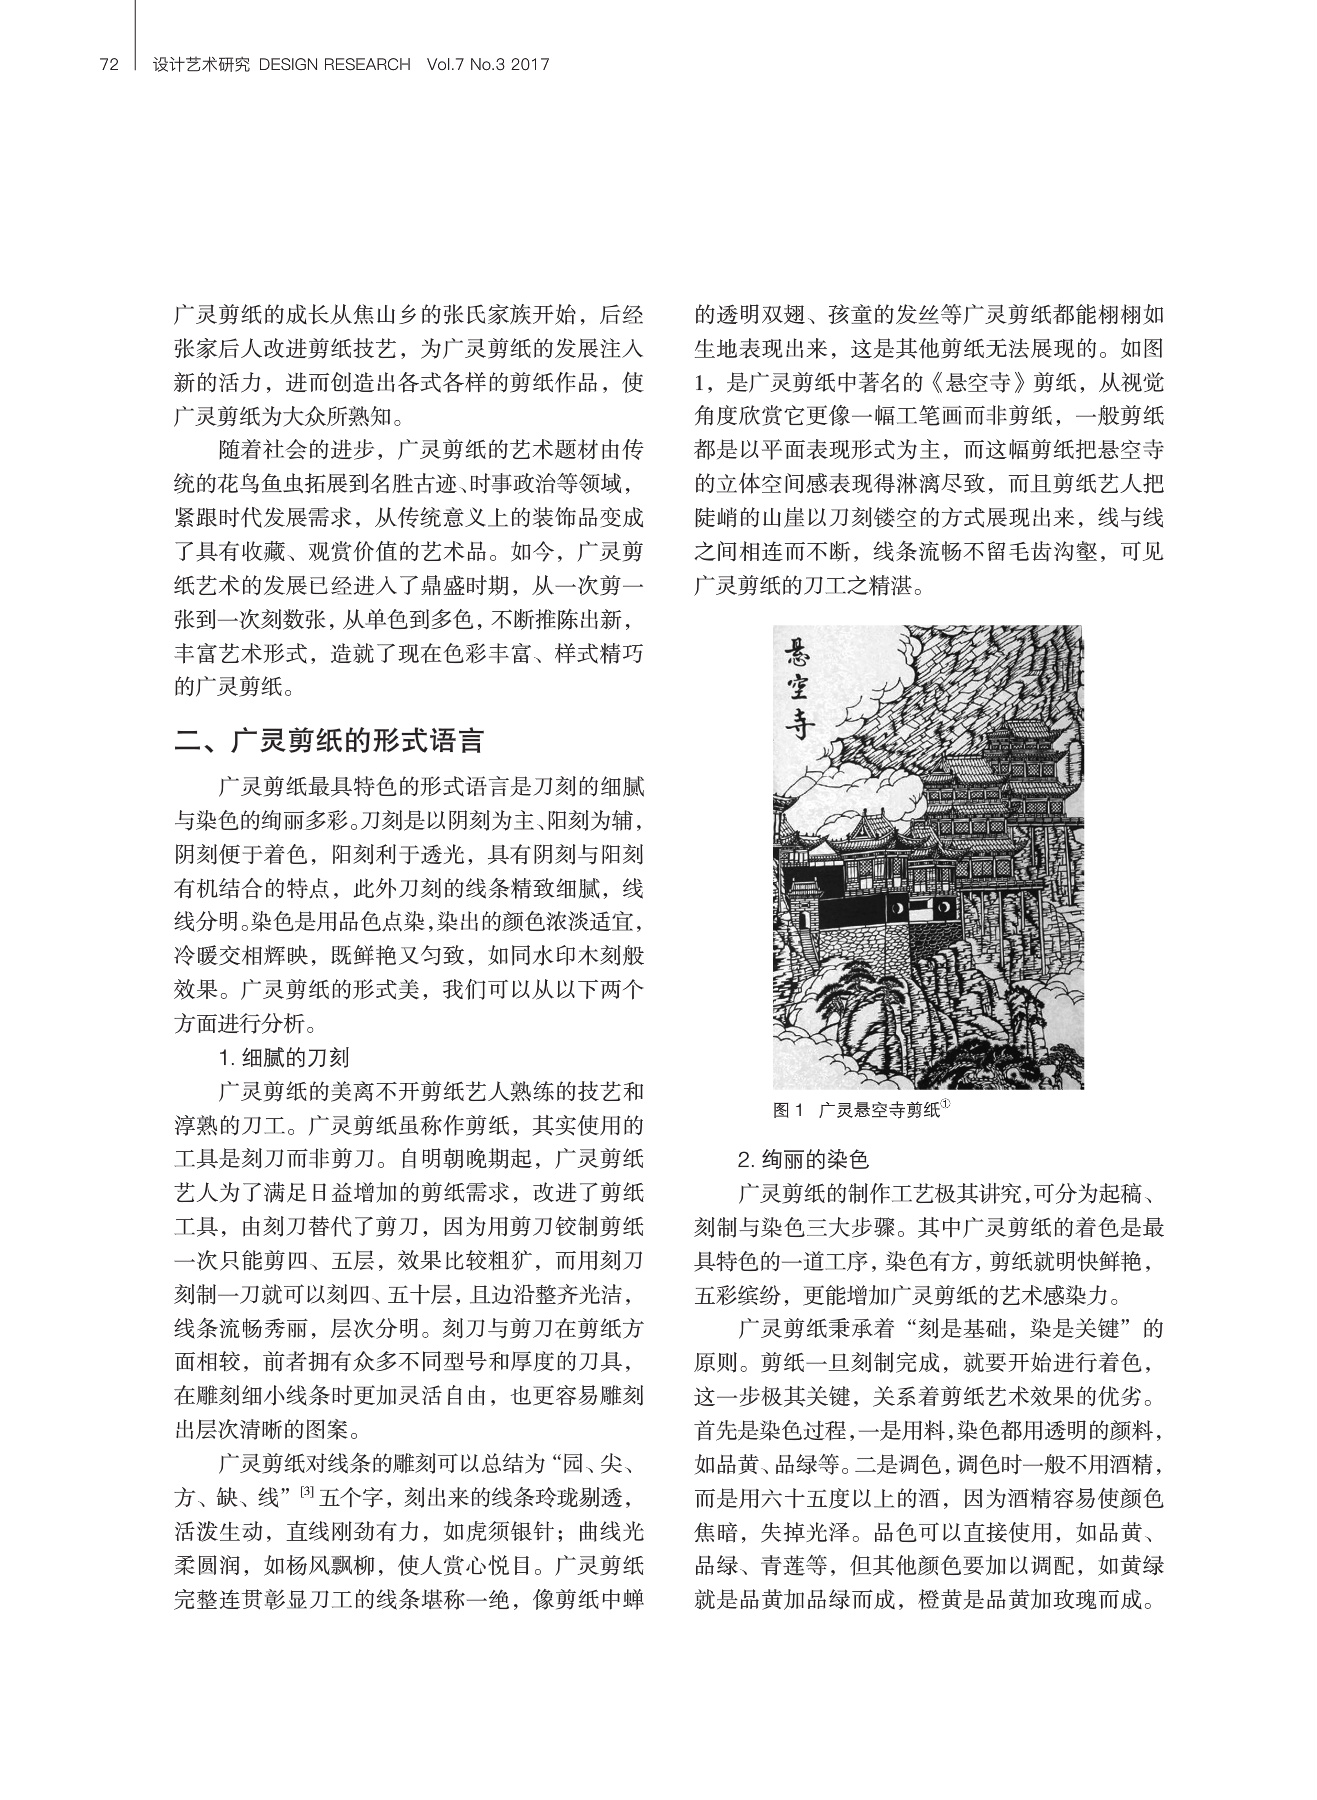 72 设计艺术研究 DESIGN RESEARCH Vol.7 No.3 2017
广灵剪纸的成长从焦山乡的张氏家族开始，后经
张家后人改进剪纸技艺，为广灵剪纸的发展注入
新的活力，进而创造出各式各样的剪纸作品，使
广灵剪纸为大众所熟知。
随着社会的进步，广灵剪纸的艺术题材由传
统的花鸟鱼虫拓展到名胜古迹、时事政治等领域，
紧跟时代发展需求，从传统意义上的装饰品变成
了具有收藏、观赏价值的艺术品。如今，广灵剪
纸艺术的发展已经进入了鼎盛时期，从一次剪一
张到一次刻数张，从单色到多色，不断推陈出新，
丰富艺术形式，造就了现在色彩丰富、样式精巧
的广灵剪纸。
二、广灵剪纸的形式语言
广灵剪纸最具特色的形式语言是刀刻的细腻
与染色的绚丽多彩。刀刻是以阴刻为主、阳刻为辅，
阴刻便于着色，阳刻利于透光，具有阴刻与阳刻
有机结合的特点，此外刀刻的线条精致细腻，线
线分明。染色是用品色点染，染出的颜色浓淡适宜，
冷暖交相辉映，既鲜艳又匀致，如同水印木刻般
效果。广灵剪纸的形式美，我们可以从以下两个
方面进行分析。
1. 细腻的刀刻
广灵剪纸的美离不开剪纸艺人熟练的技艺和
淳熟的刀工。广灵剪纸虽称作剪纸，其实使用的
工具是刻刀而非剪刀。自明朝晚期起，广灵剪纸
艺人为了满足日益增加的剪纸需求，改进了剪纸
工具，由刻刀替代了剪刀，因为用剪刀铰制剪纸
一次只能剪四、五层，效果比较粗犷，而用刻刀
刻制一刀就可以刻四、五十层，且边沿整齐光洁，
线条流畅秀丽，层次分明。刻刀与剪刀在剪纸方
面相较，前者拥有众多不同型号和厚度的刀具，
在雕刻细小线条时更加灵活自由，也更容易雕刻
出层次清晰的图案。
广灵剪纸对线条的雕刻可以总结为“园、尖、
方、缺、线”[3] 五个字，刻出来的线条玲珑剔透，
活泼生动，直线刚劲有力，如虎须银针；曲线光
柔圆润，如杨风飘柳，使人赏心悦目。广灵剪纸
完整连贯彰显刀工的线条堪称一绝，像剪纸中蝉
的透明双翅、孩童的发丝等广灵剪纸都能栩栩如
生地表现出来，这是其他剪纸无法展现的。如图
1，是广灵剪纸中著名的《悬空寺》剪纸，从视觉
角度欣赏它更像一幅工笔画而非剪纸，一般剪纸
都是以平面表现形式为主，而这幅剪纸把悬空寺
的立体空间感表现得淋漓尽致，而且剪纸艺人把
陡峭的山崖以刀刻镂空的方式展现出来，线与线
之间相连而不断，线条流畅不留毛齿沟壑，可见
广灵剪纸的刀工之精湛。
悬空寺
图 1 广灵悬空寺剪纸①
2. 绚丽的染色
广灵剪纸的制作工艺极其讲究，可分为起稿、
刻制与染色三大步骤。其中广灵剪纸的着色是最
具特色的一道工序，染色有方，剪纸就明快鲜艳，
五彩缤纷，更能增加广灵剪纸的艺术感染力。
广灵剪纸秉承着“刻是基础，染是关键”的
原则。剪纸一旦刻制完成，就要开始进行着色，
这一步极其关键，关系着剪纸艺术效果的优劣。
首先是染色过程，一是用料，染色都用透明的颜料，
如品黄、品绿等。二是调色，调色时一般不用酒精，
而是用六十五度以上的酒，因为酒精容易使颜色
焦暗，失掉光泽。品色可以直接使用，如品黄、
品绿、青莲等，但其他颜色要加以调配，如黄绿
就是品黄加品绿而成，橙黄是品黄加玫瑰而成。